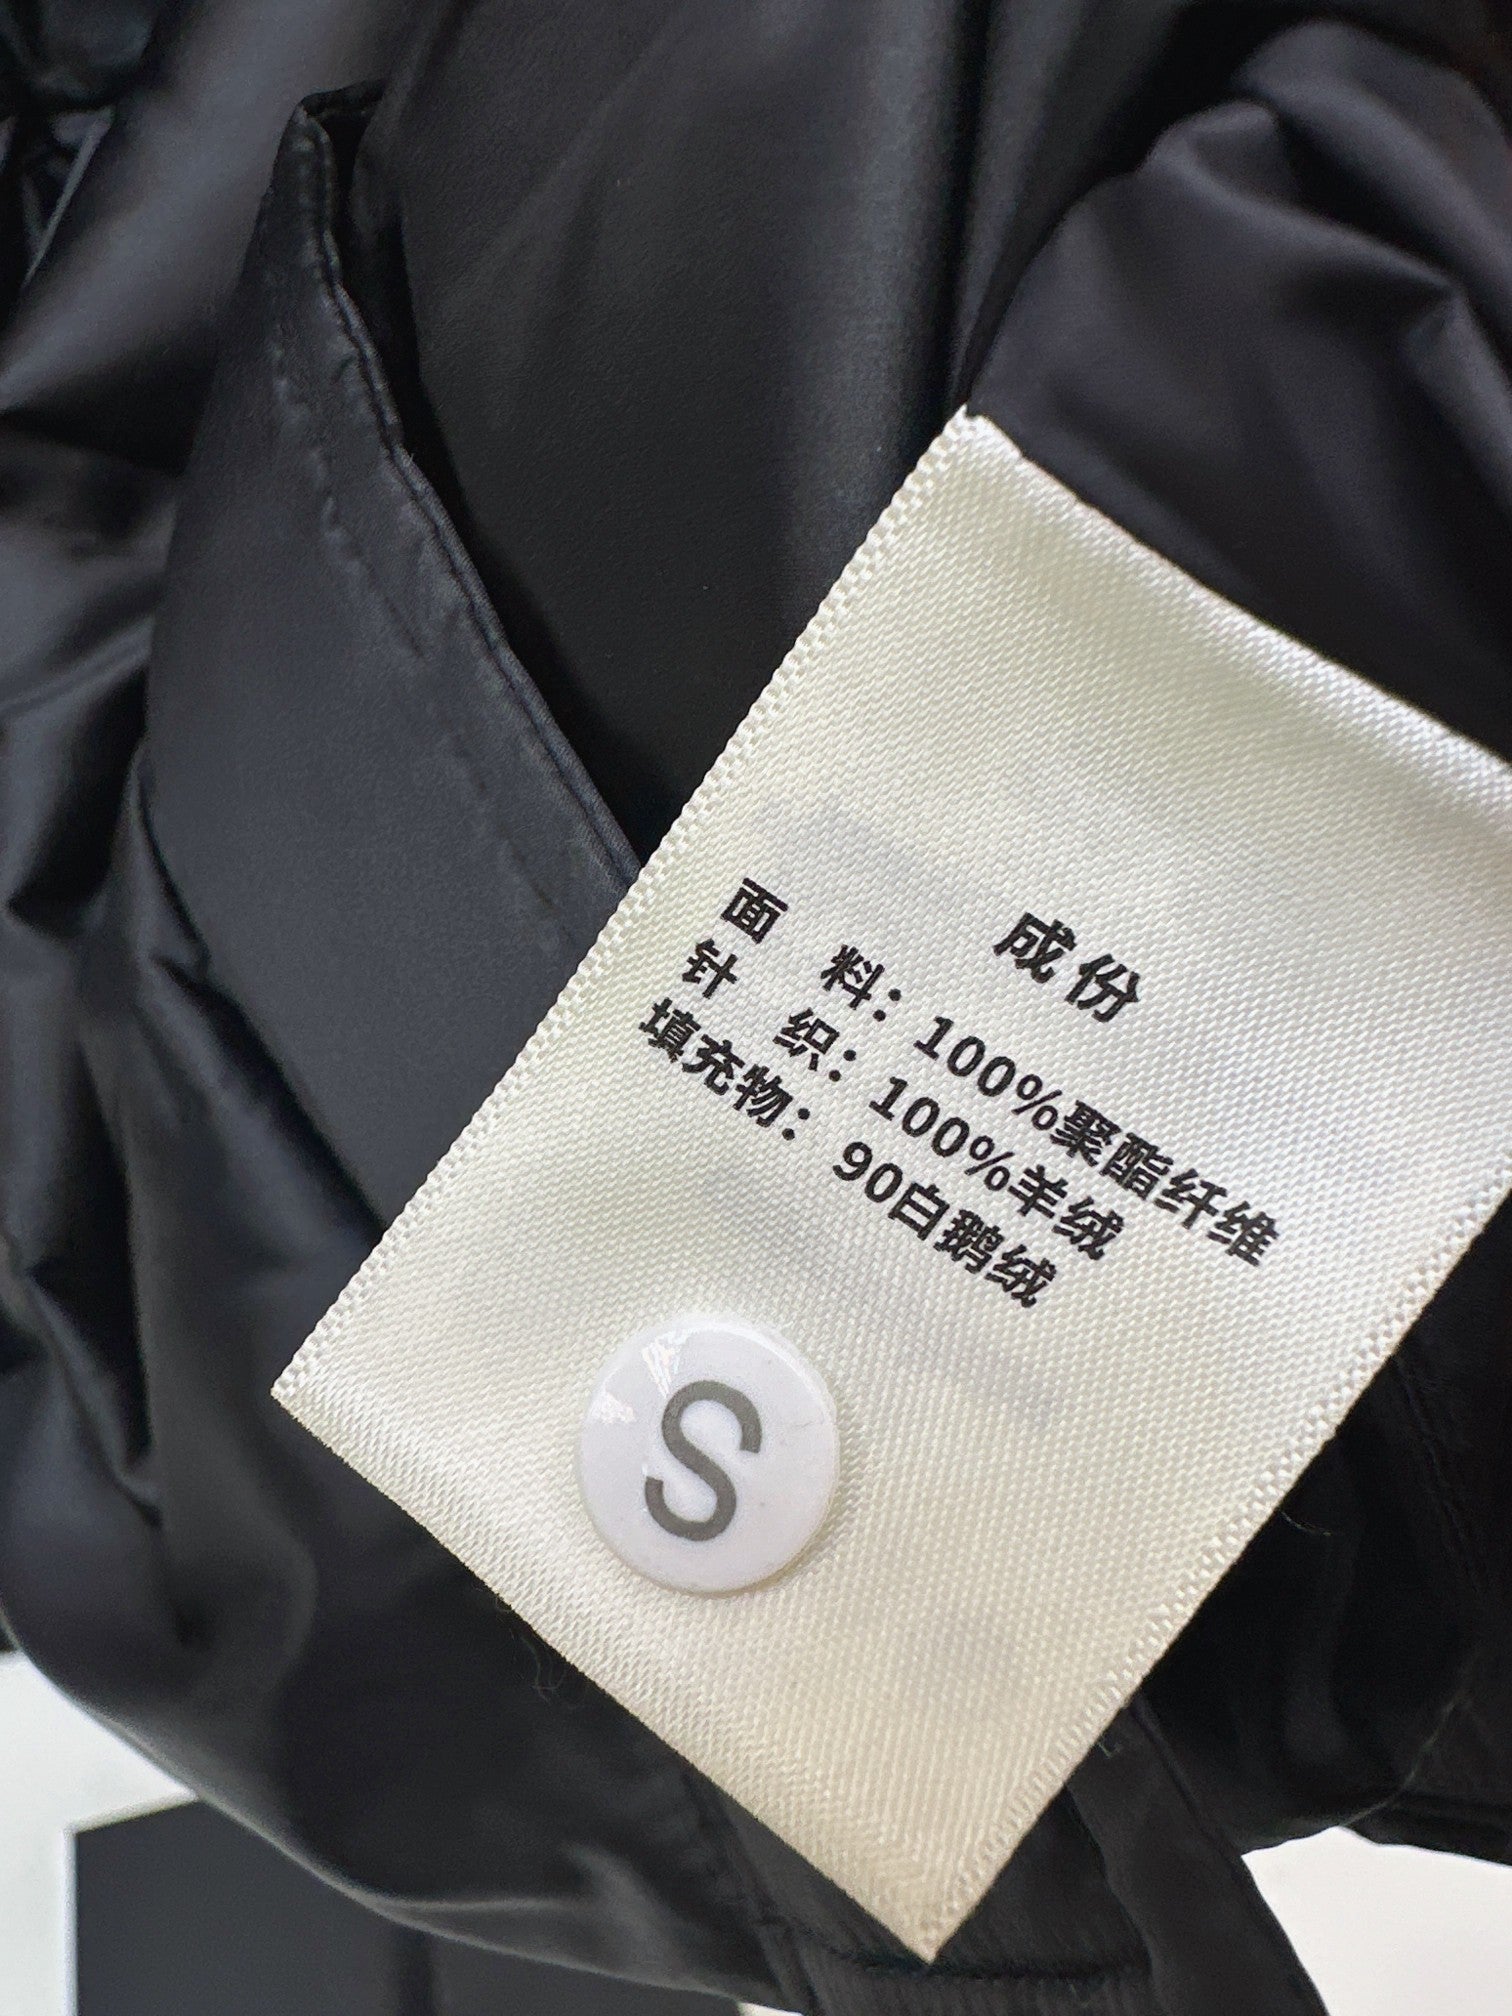 成份
面　料：100%聚酯纤维
针　织：100%羊绒
填充物：90白鹅绒
S